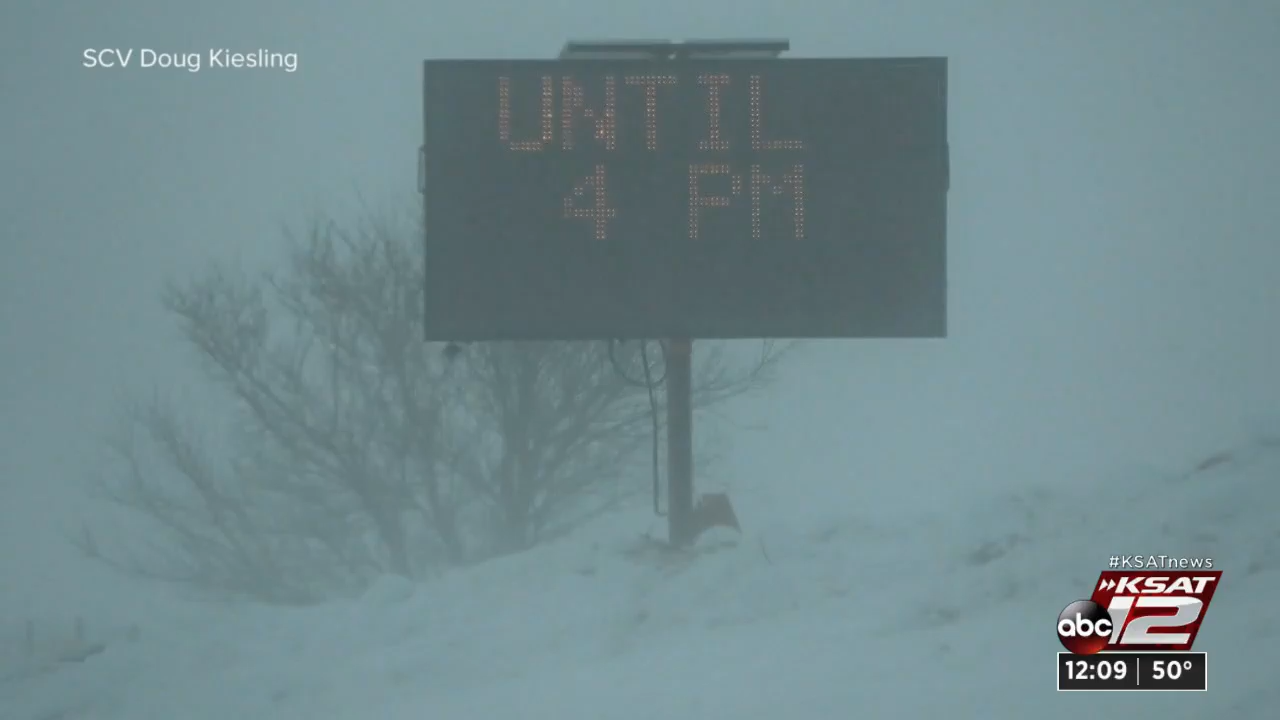 SCV Doug Kiesling
UNTIL
4 PM
#KSATnews
KSAT
abc 12
12:09 50°